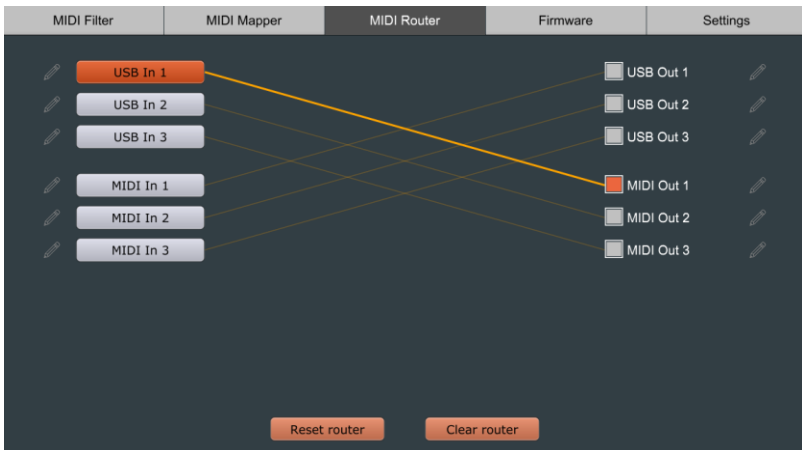 MIDI Filter
MIDI Mapper
MIDI Router
Firmware
Settings
USB In 1
USB Out 1
USB In 2
USB Out 2
USB In 3
USB Out 3
MIDI In 1
MIDI Out 1
MIDI In 2
MIDI Out 2
MIDI In 3
MIDI Out 3
Reset router
Clear router